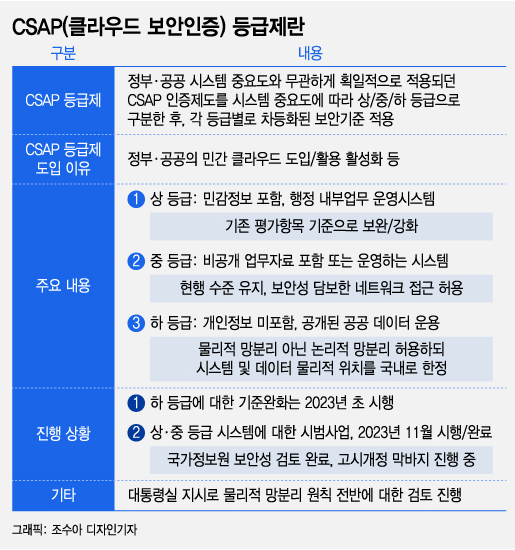 CSAP(클라우드 보안인증) 등급제란
구분
내용
CSAP 등급제
정부·공공 시스템 중요도와 무관하게 획일적으로 적용되던
CSAP 인증제도를 시스템 중요도에 따라 상/중/하 등급으로
구분한 후, 각 등급별로 차등화된 보안기준 적용
CSAP 등급제
도입 이유
정부·공공의 민간 클라우드 도입/활용 활성화 등
주요 내용
1 상 등급: 민감정보 포함, 행정 내부업무 운영시스템
기존 평가항목 기준으로 보완/강화
2 중 등급: 비공개 업무자료 포함 또는 운영하는 시스템
현행 수준 유지, 보안성 담보한 네트워크 접근 허용
3 하 등급: 개인정보 미포함, 공개된 공공 데이터 운용
물리적 망분리 아닌 논리적 망분리 허용하되
시스템 및 데이터 물리적 위치를 국내로 한정
진행 상황
1 하 등급에 대한 기준완화는 2023년 초 시행
2 상·중 등급 시스템에 대한 시범사업, 2023년 11월 시행/완료
국가정보원 보안성 검토 완료, 고시개정 막바지 진행 중
기타
대통령실 지시로 물리적 망분리 원칙 전반에 대한 검토 진행
그래픽: 조수아 디자인기자